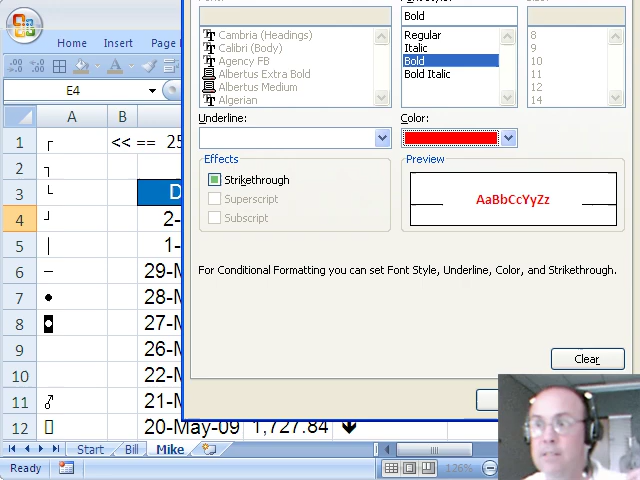 Font:
Font style:
Size:
Bold
Home Insert Page
Cambria (Headings)
Calibri (Body)
Agency FB
Albertus Extra Bold
Albertus Medium
Algerian
Regular
Italic
Bold
Bold Italic
8
9
10
11
12
14
E4
Underline:
Color:
A B
Effects
Strikethrough
Superscript
Subscript
Preview
AaBbCcYyZz
1 ┌ << == 25
2 ┐
3 └ D
4 ┘ 2-
5 │ 1-
6 ─ 29-M
7 • 28-M
8 ◘ 27-M
9 26-M
10 22-M
11 ♂ 21-M
12 20-May-09 1,727.84
For Conditional Formatting you can set Font Style, Underline, Color, and Strikethrough.
Clear
Start Bill Mike
Ready 126%